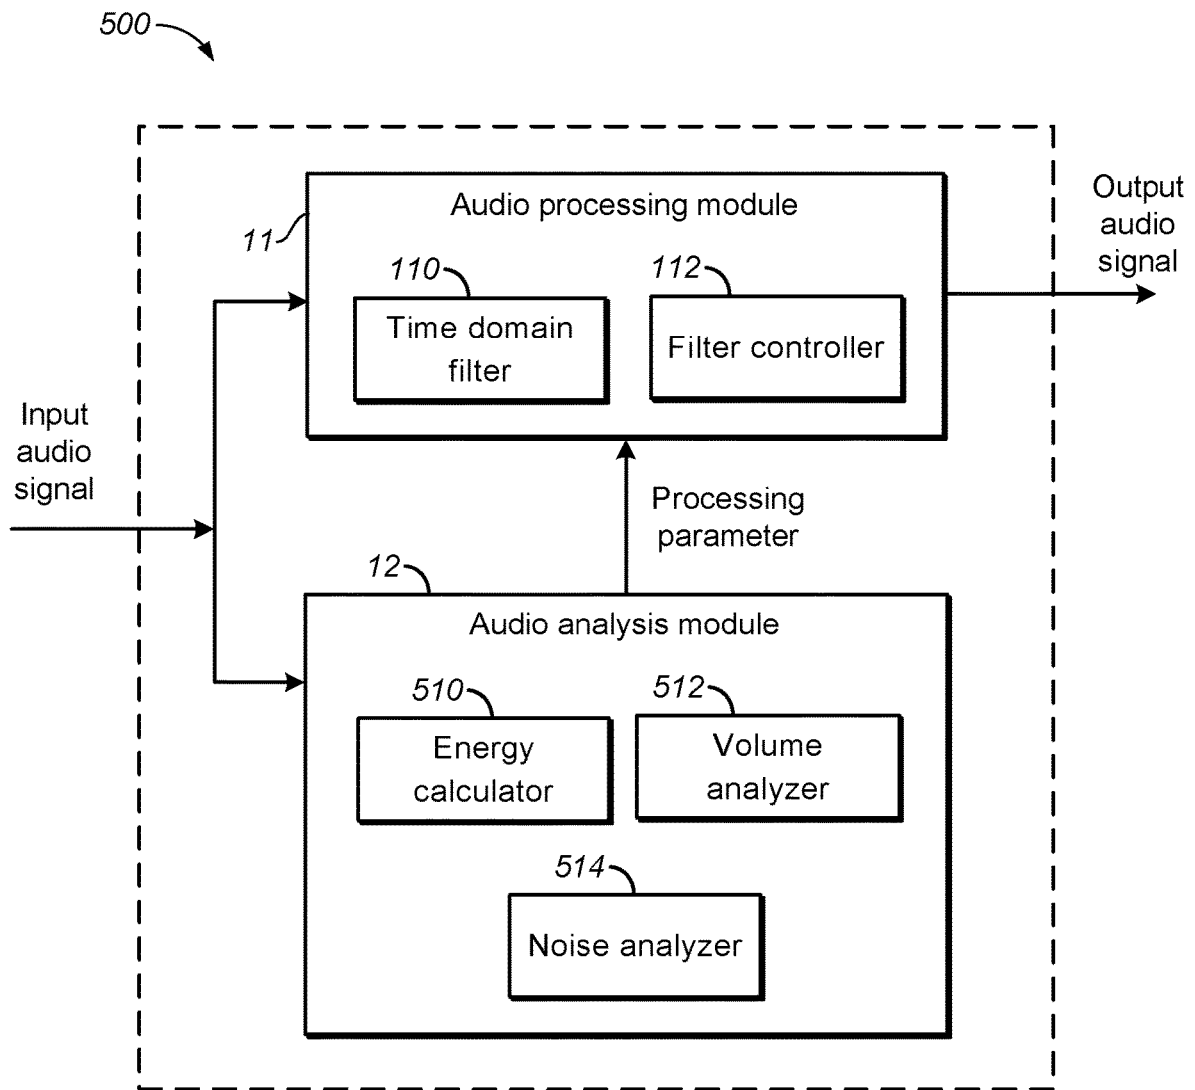 500
Audio processing module
11
110
Time domain
filter
112
Filter controller
Output
audio
signal
Input
audio
signal
Processing
parameter
12
Audio analysis module
510
Energy
calculator
512
Volume
analyzer
514
Noise analyzer